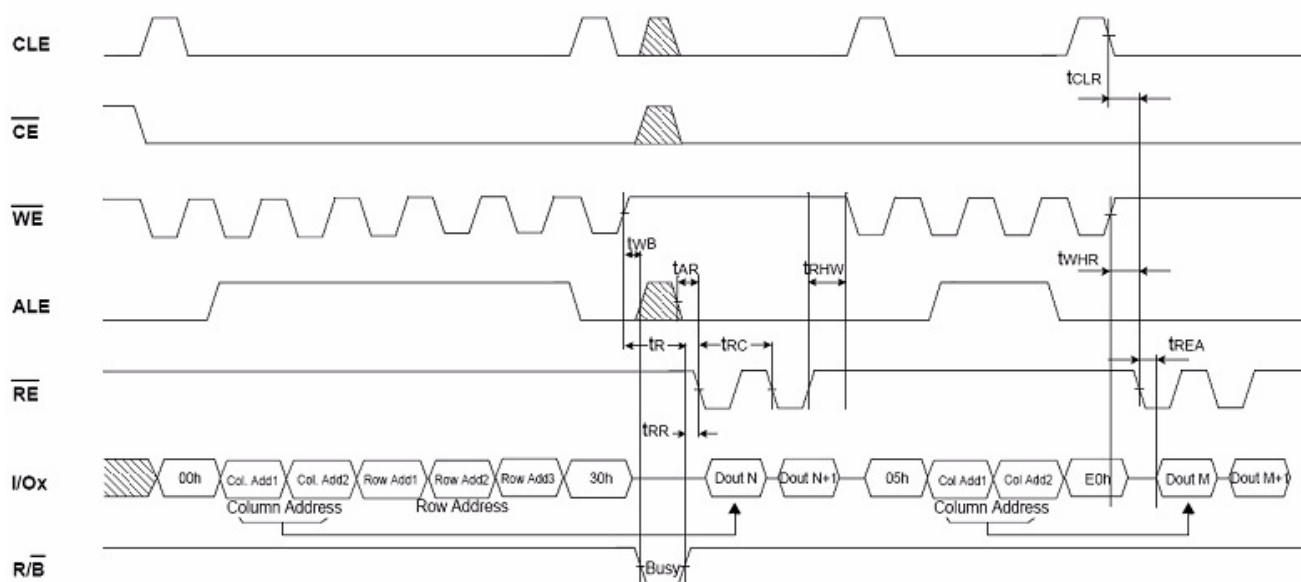 CLE
tCLR
CE
WE
tWB
tAR
tRHW
tWHR
ALE
tR
tRC
tREA
RE
tRR
I/Ox
00h
Col. Add1
Col. Add2
Row Add1
Row Add2
Row Add3
30h
Dout N
Dout N+1
05h
Col Add1
Col Add2
E0h
Dout M
Dout M+1
Column Address
Row Address
Column Address
R/B
Busy